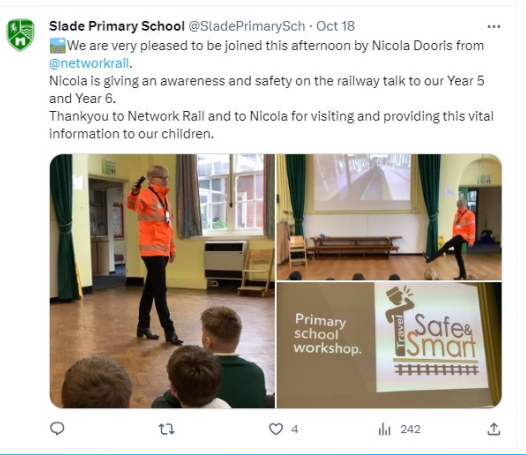 Slade Primary School @SladePrimarySch · Oct 18
We are very pleased to be joined this afternoon by Nicola Dooris from
@networkrail.
Nicola is giving an awareness and safety on the railway talk to our Year 5
and Year 6.
Thankyou to Network Rail and to Nicola for visiting and providing this vital
information to our children.
Primary
school
workshop.
Travel
Safe&
Smart
4
242